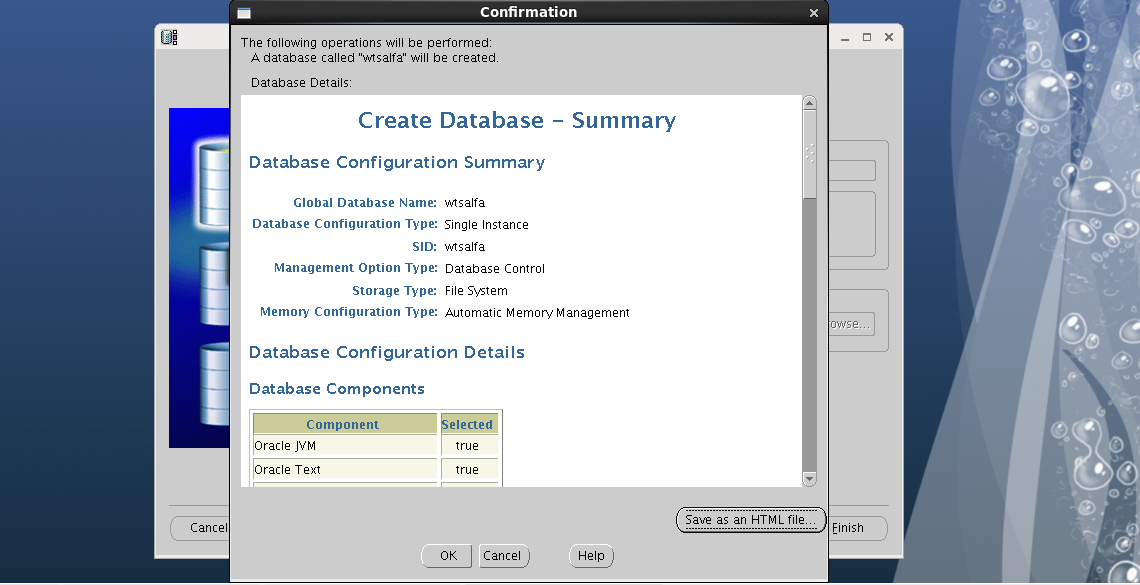 Confirmation
The following operations will be performed:
A database called "wtsalfa" will be created.
Database Details:
Create Database - Summary
Database Configuration Summary
Global Database Name: wtsalfa
Database Configuration Type: Single Instance
SID: wtsalfa
Management Option Type: Database Control
Storage Type: File System
Memory Configuration Type: Automatic Memory Management
Database Configuration Details
Database Components
Component Selected
Oracle JVM true
Oracle Text true
Save as an HTML file...
OK Cancel Help
Cancel
Finish